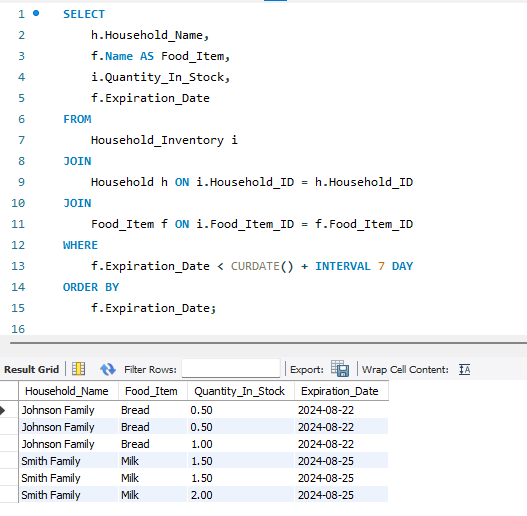 1 SELECT
2 h.Household_Name,
3 f.Name AS Food_Item,
4 i.Quantity_In_Stock,
5 f.Expiration_Date
6 FROM
7 Household_Inventory i
8 JOIN
9 Household h ON i.Household_ID = h.Household_ID
10 JOIN
11 Food_Item f ON i.Food_Item_ID = f.Food_Item_ID
12 WHERE
13 f.Expiration_Date < CURDATE() + INTERVAL 7 DAY
14 ORDER BY
15 f.Expiration_Date;
16
Result Grid Filter Rows: Export: Wrap Cell Content: IA
Household_Name Food_Item Quantity_In_Stock Expiration_Date
Johnson Family Bread 0.50 2024-08-22
Johnson Family Bread 0.50 2024-08-22
Johnson Family Bread 1.00 2024-08-22
Smith Family Milk 1.50 2024-08-25
Smith Family Milk 1.50 2024-08-25
Smith Family Milk 2.00 2024-08-25